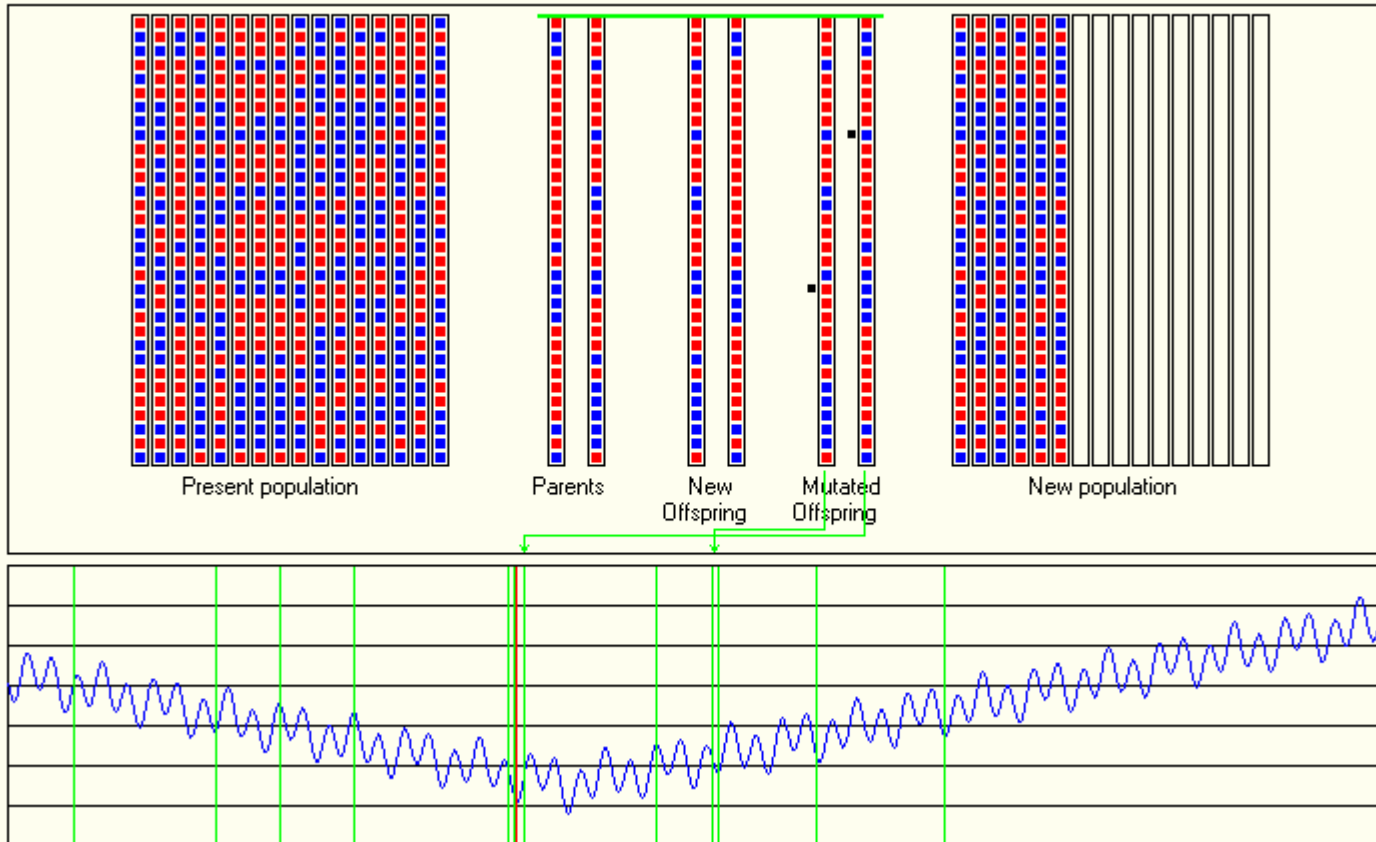 Present population
Parents
New
Offspring
Mutated
Offspring
New population